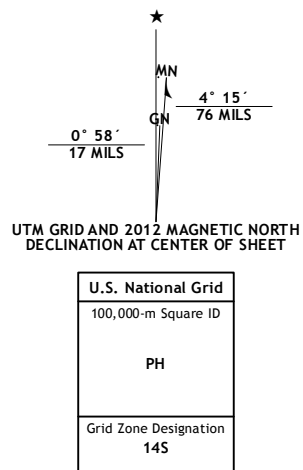 ★
MN
4° 15´
76 MILS
GN
0° 58´
17 MILS
UTM GRID AND 2012 MAGNETIC NORTH
DECLINATION AT CENTER OF SHEET
U.S. National Grid
100,000-m Square ID
PH
Grid Zone Designation
14S